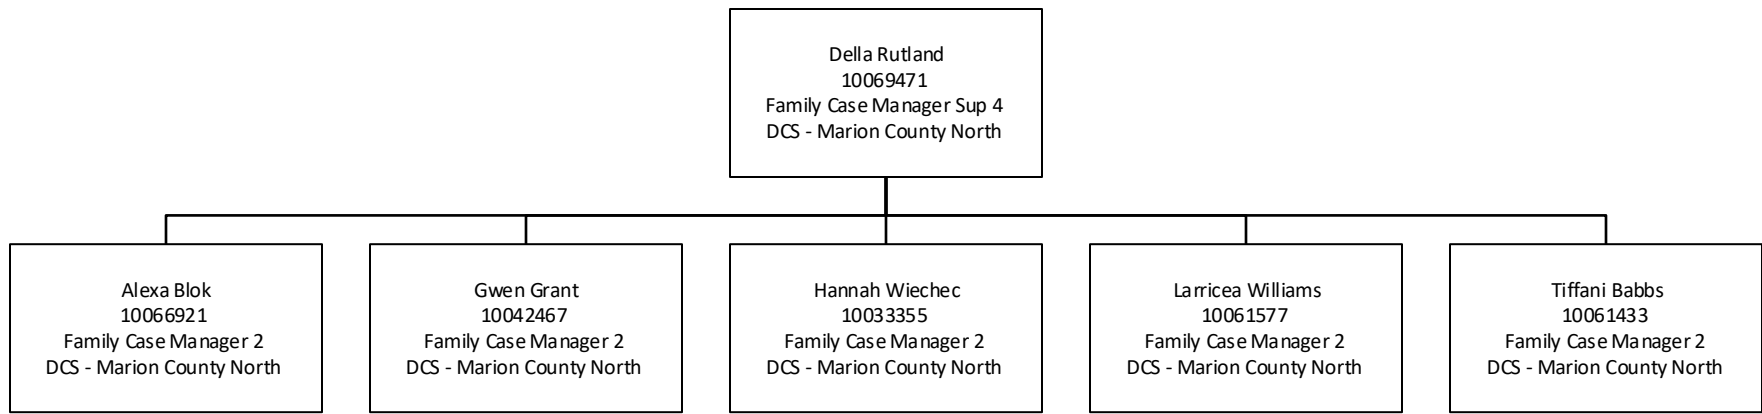 Della Rutland
10069471
Family Case Manager Sup 4
DCS - Marion County North
Alexa Blok
10066921
Family Case Manager 2
DCS - Marion County North
Gwen Grant
10042467
Family Case Manager 2
DCS - Marion County North
Hannah Wiechec
10033355
Family Case Manager 2
DCS - Marion County North
Larricea Williams
10061577
Family Case Manager 2
DCS - Marion County North
Tiffani Babbs
10061433
Family Case Manager 2
DCS - Marion County North